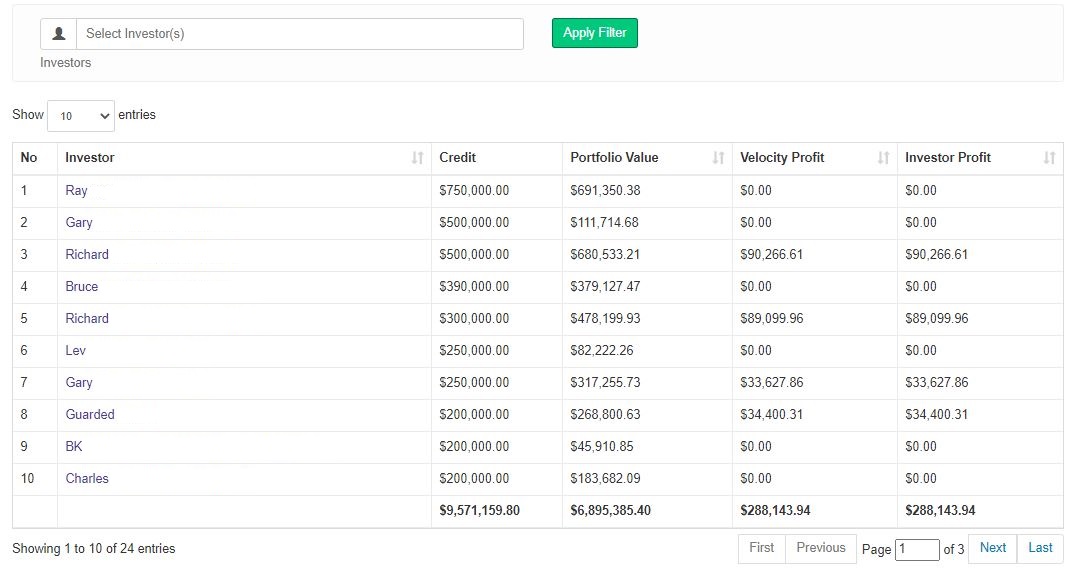 Select Investor(s) Apply Filter
Investors
Show 10 entries
No Investor Credit Portfolio Value Velocity Profit Investor Profit
1 Ray $750,000.00 $691,350.38 $0.00 $0.00
2 Gary $500,000.00 $111,714.68 $0.00 $0.00
3 Richard $500,000.00 $680,533.21 $90,266.61 $90,266.61
4 Bruce $390,000.00 $379,127.47 $0.00 $0.00
5 Richard $300,000.00 $478,199.93 $89,099.96 $89,099.96
6 Lev $250,000.00 $82,222.26 $0.00 $0.00
7 Gary $250,000.00 $317,255.73 $33,627.86 $33,627.86
8 Guarded $200,000.00 $268,800.63 $34,400.31 $34,400.31
9 BK $200,000.00 $45,910.85 $0.00 $0.00
10 Charles $200,000.00 $183,682.09 $0.00 $0.00
$9,571,159.80 $6,895,385.40 $288,143.94 $288,143.94
Showing 1 to 10 of 24 entries First Previous Page 1 of 3 Next Last